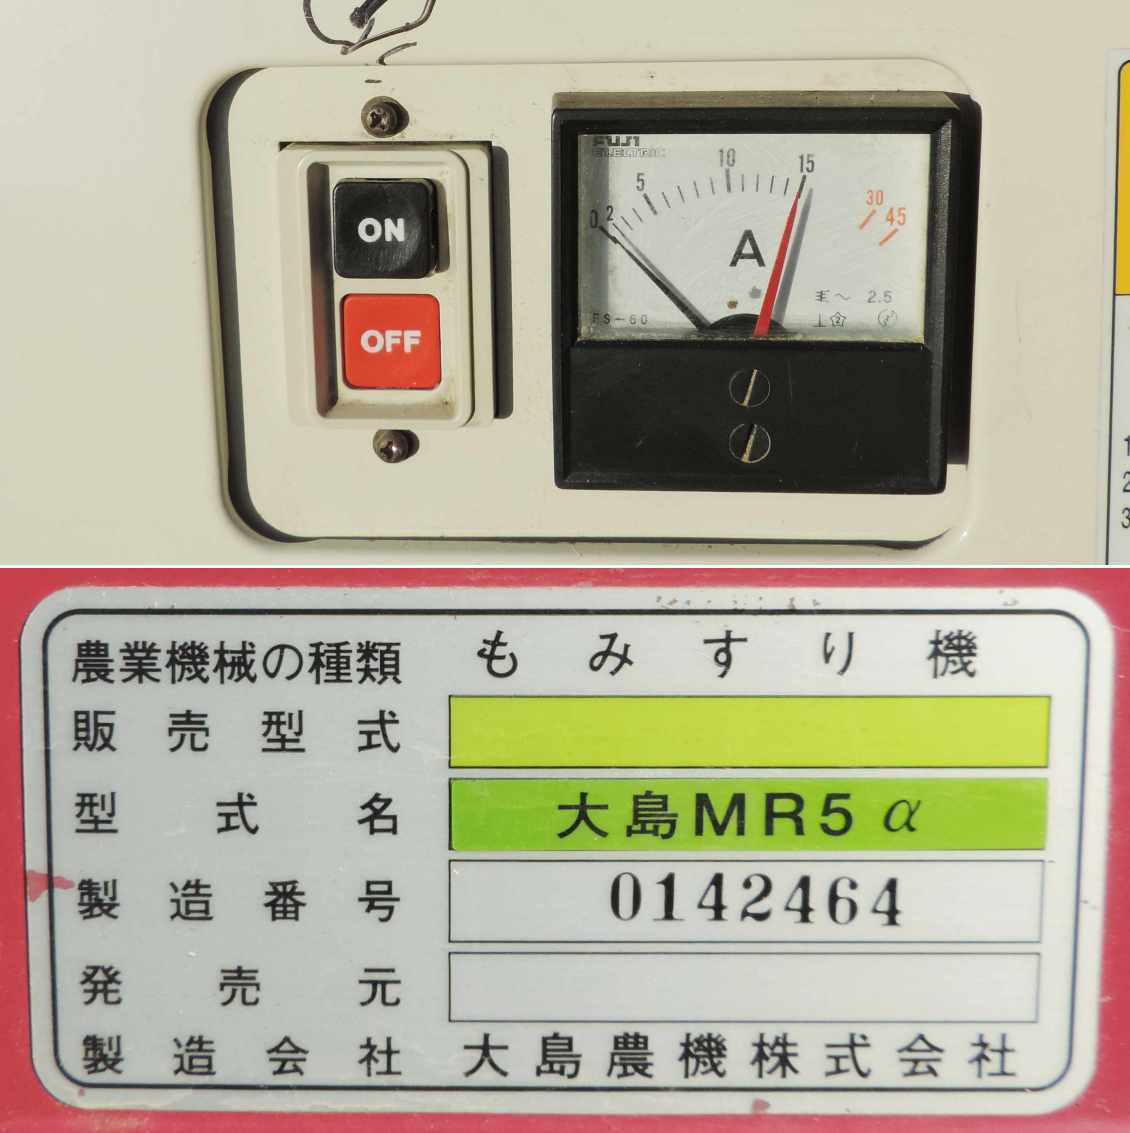 ON
OFF
FUJI
ELECTRIC
0 2 5 10 15 30 45
A
2.5
FS-60
1
2
3
農業機械の種類 もみすり機
販売型式
型式名 大島MR5α
製造番号 0142464
発売元
製造会社 大島農機株式会社